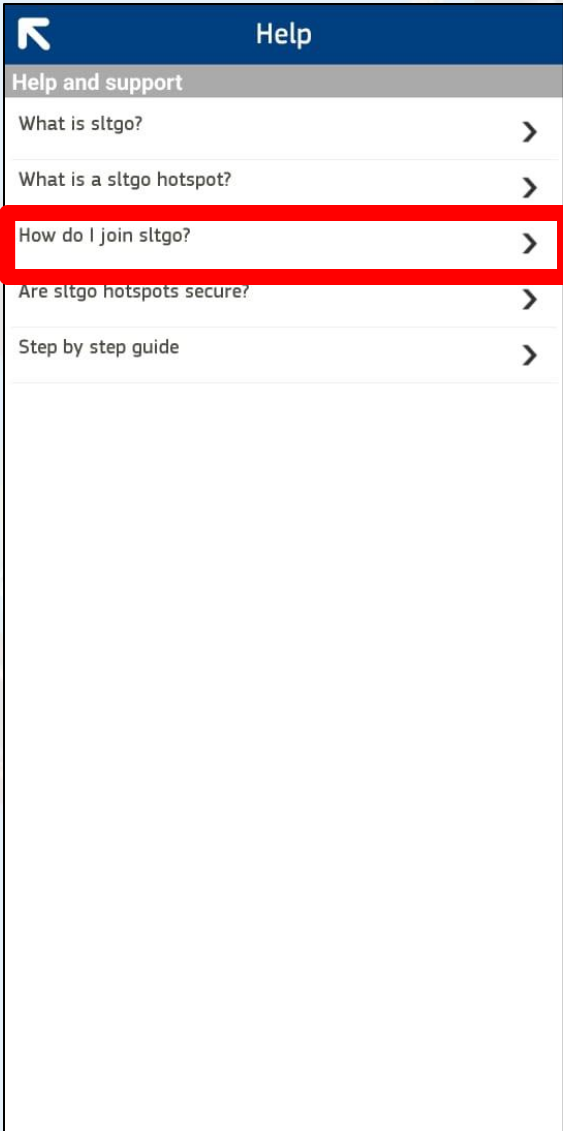 Help
Help and support
What is sltgo?
What is a sltgo hotspot?
How do I join sltgo?
Are sltgo hotspots secure?
Step by step guide